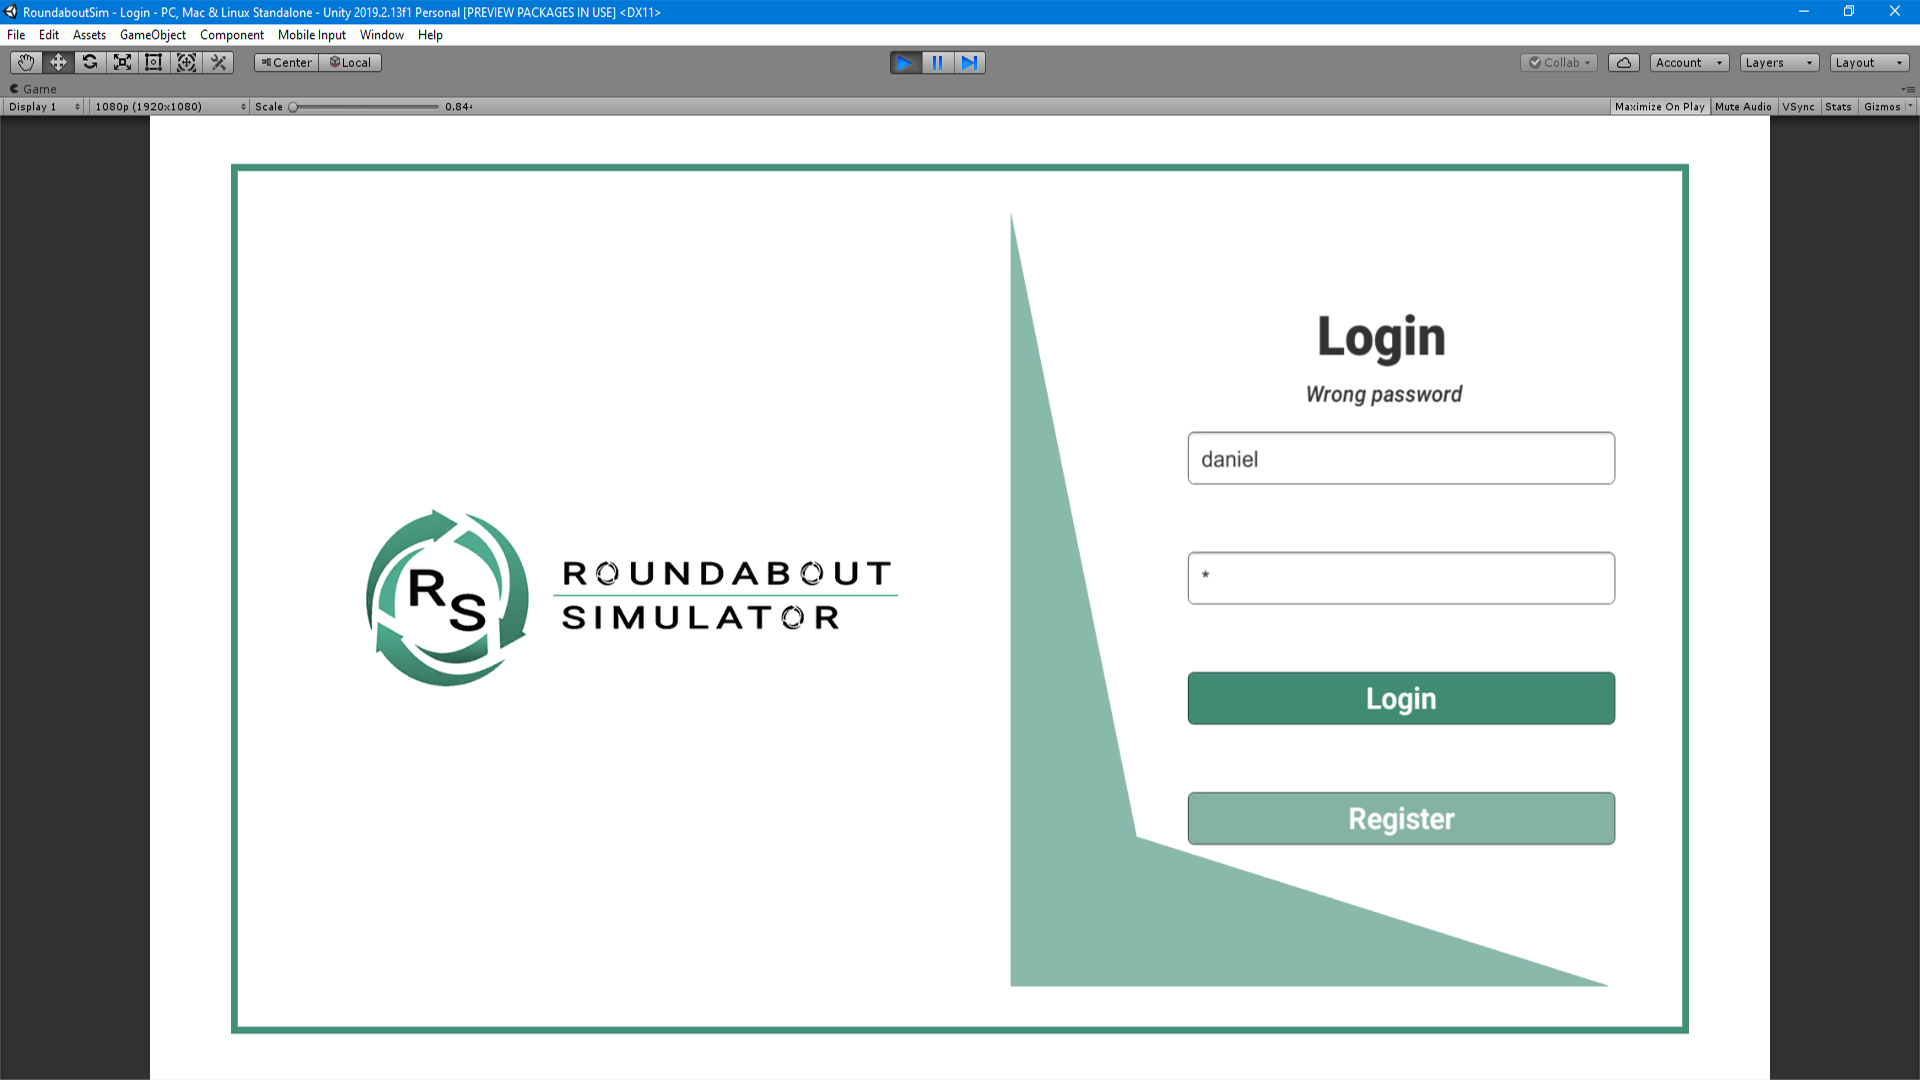 RoundaboutSim - Login - PC, Mac & Linux Standalone - Unity 2019.2.13f1 Personal [PREVIEW PACKAGES IN USE] <DX11>
File Edit Assets GameObject Component Mobile Input Window Help
Center Local Collab Account Layers Layout
Game
Display 1 1080p (1920x1080) Scale 0.84 Maximize On Play Mute Audio VSync Stats Gizmos
Login
Wrong password
daniel
*
Login
Register
RS
ROUNDABOUT
SIMULATOR